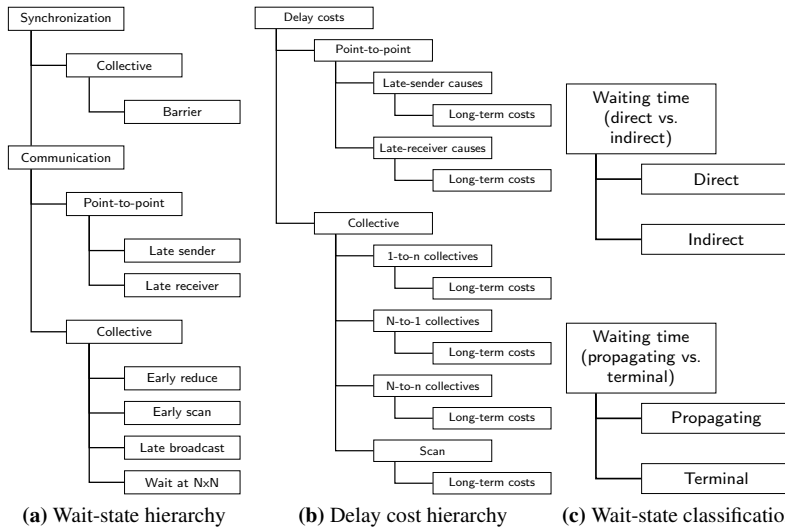 Synchronization
Collective
Barrier
Communication
Point-to-point
Late sender
Late receiver
Collective
Early reduce
Early scan
Late broadcast
Wait at NxN
(a) Wait-state hierarchy
Delay costs
Point-to-point
Late-sender causes
Long-term costs
Late-receiver causes
Long-term costs
Collective
1-to-n collectives
Long-term costs
N-to-1 collectives
Long-term costs
N-to-n collectives
Long-term costs
Scan
Long-term costs
(b) Delay cost hierarchy
Waiting time
(direct vs.
indirect)
Direct
Indirect
Waiting time
(propagating vs.
terminal)
Propagating
Terminal
(c) Wait-state classificatio